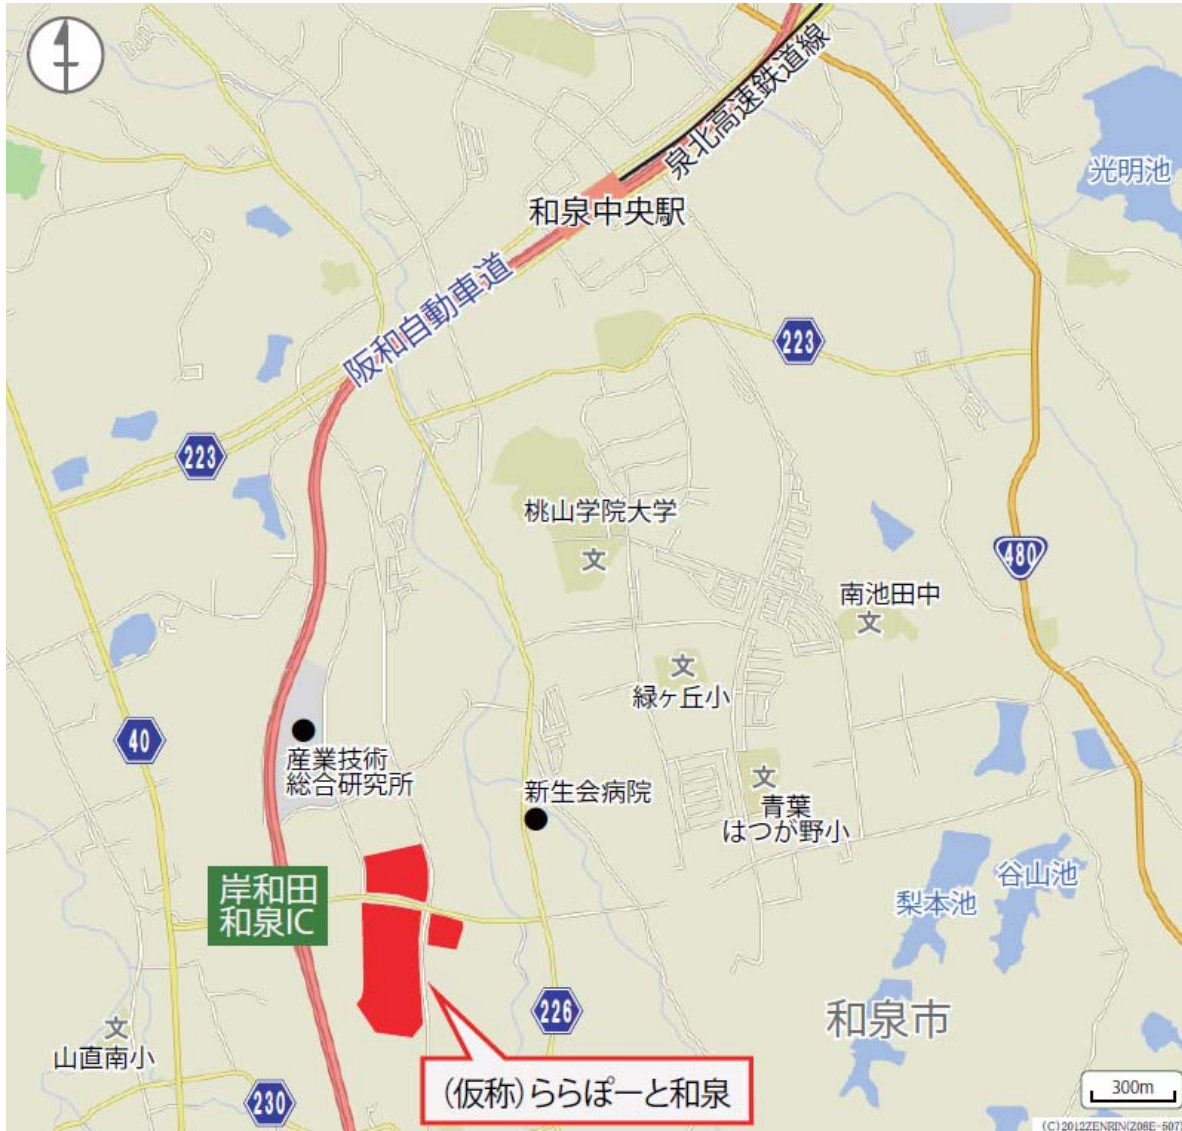 泉北高速鉄道線
光明池
和泉中央駅
阪和自動車道
223
223
桃山学院大学
文
480
南池田中
文
文
緑ヶ丘小
40
産業技術
総合研究所
新生会病院
文
青葉
はつが野小
岸和田
和泉IC
谷山池
梨本池
226
和泉市
文
山直南小
(仮称)ららぽーと和泉
230
300m
(C)2012ZENRIN(Z08E-507)